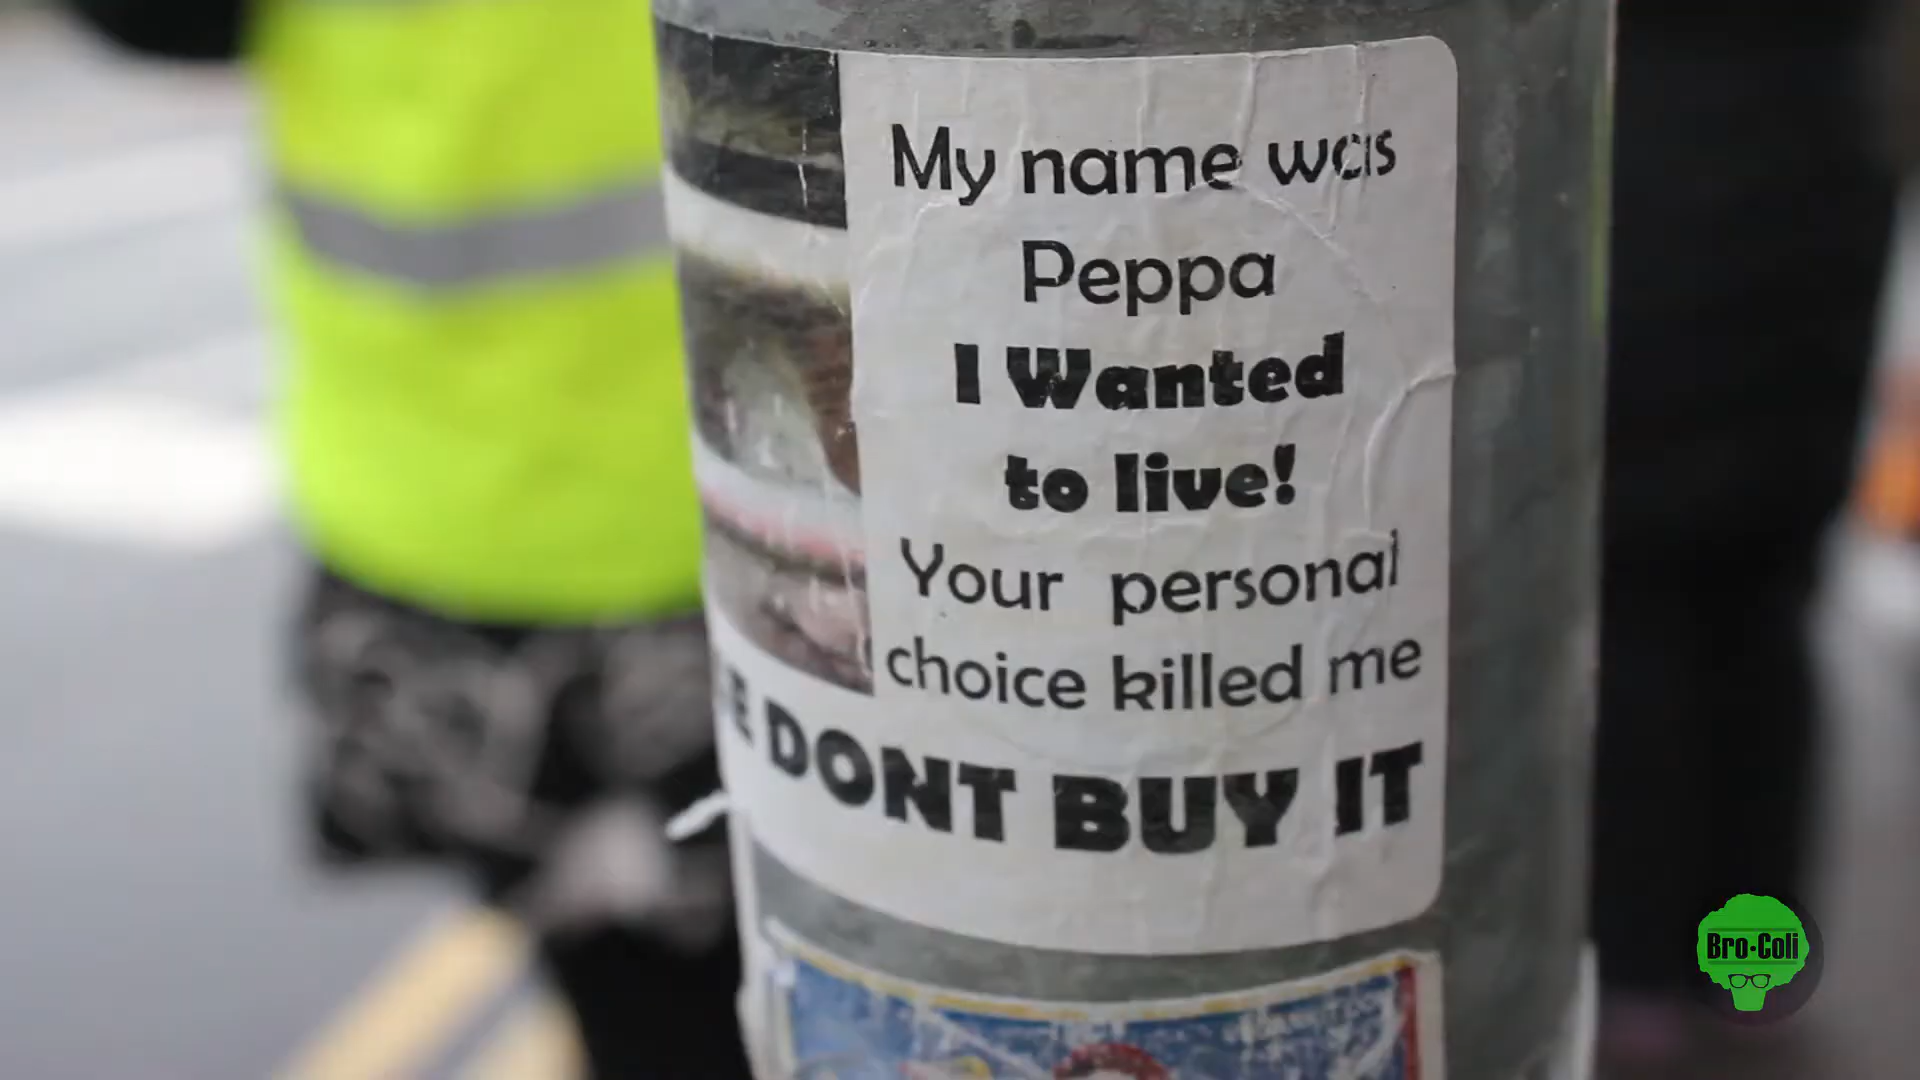 My name was
Peppa
I Wanted
to live!
Your personal
choice killed me
DONT BUY IT
Bro·Coli